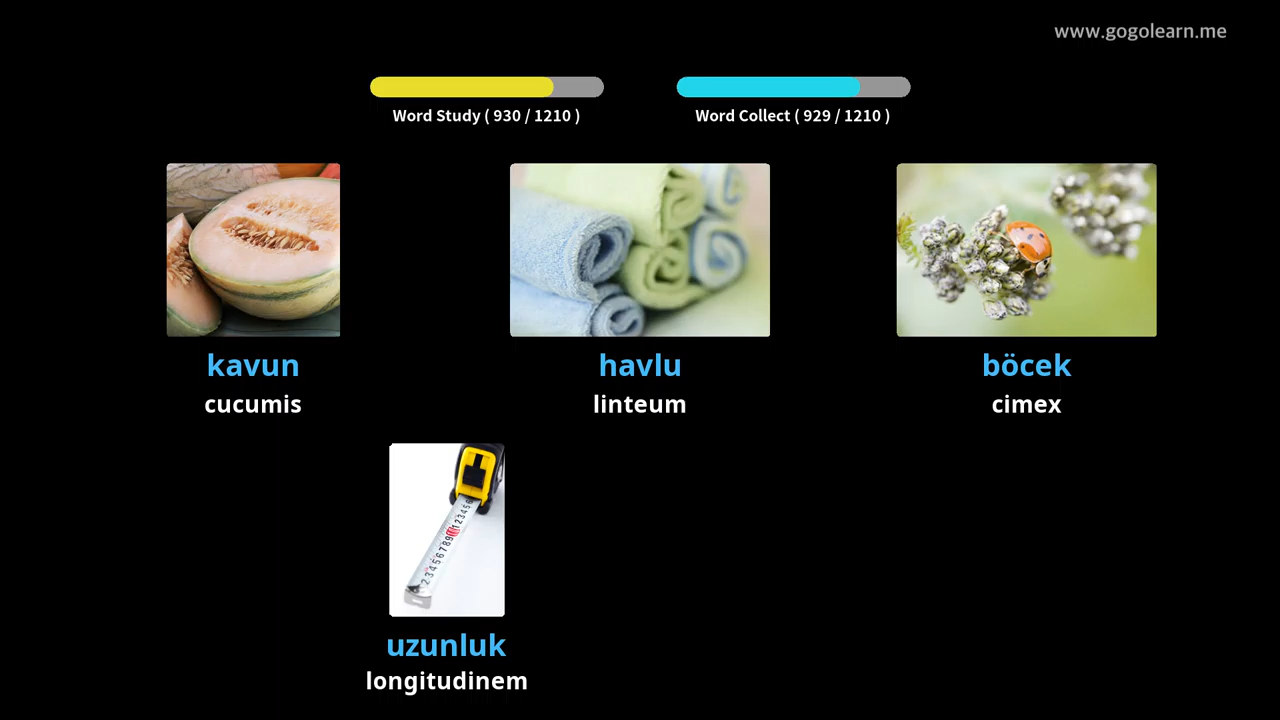 www.gogolearn.me
Word Study ( 930 / 1210 )
Word Collect ( 929 / 1210 )
kavun
cucumis
havlu
linteum
böcek
cimex
uzunluk
longitudinem